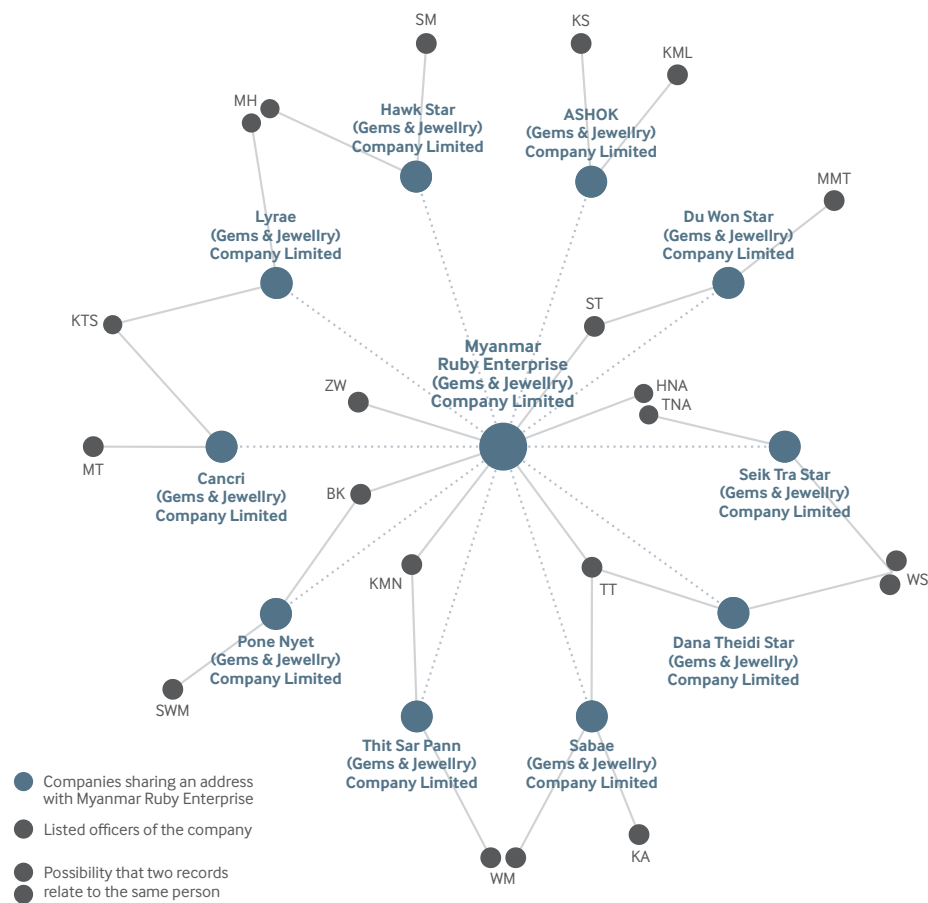 SM
KS
KML
MH
Hawk Star
(Gems & Jewellry)
Company Limited
ASHOK
(Gems & Jewellry)
Company Limited
MMT
Lyrae
(Gems & Jewellry)
Company Limited
Du Won Star
(Gems & Jewellry)
Company Limited
KTS
ST
Myanmar
Ruby Enterprise
(Gems & Jewellry)
Company Limited
ZW
HNA
TNA
MT
Cancri
(Gems & Jewellry)
Company Limited
Seik Tra Star
(Gems & Jewellry)
Company Limited
BK
KMN
TT
WS
Pone Nyet
(Gems & Jewellry)
Company Limited
Dana Theidi Star
(Gems & Jewellry)
Company Limited
SWM
Thit Sar Pann
(Gems & Jewellry)
Company Limited
Sabae
(Gems & Jewellry)
Company Limited
KA
WM
Companies sharing an address
with Myanmar Ruby Enterprise
Listed officers of the company
Possibility that two records
relate to the same person